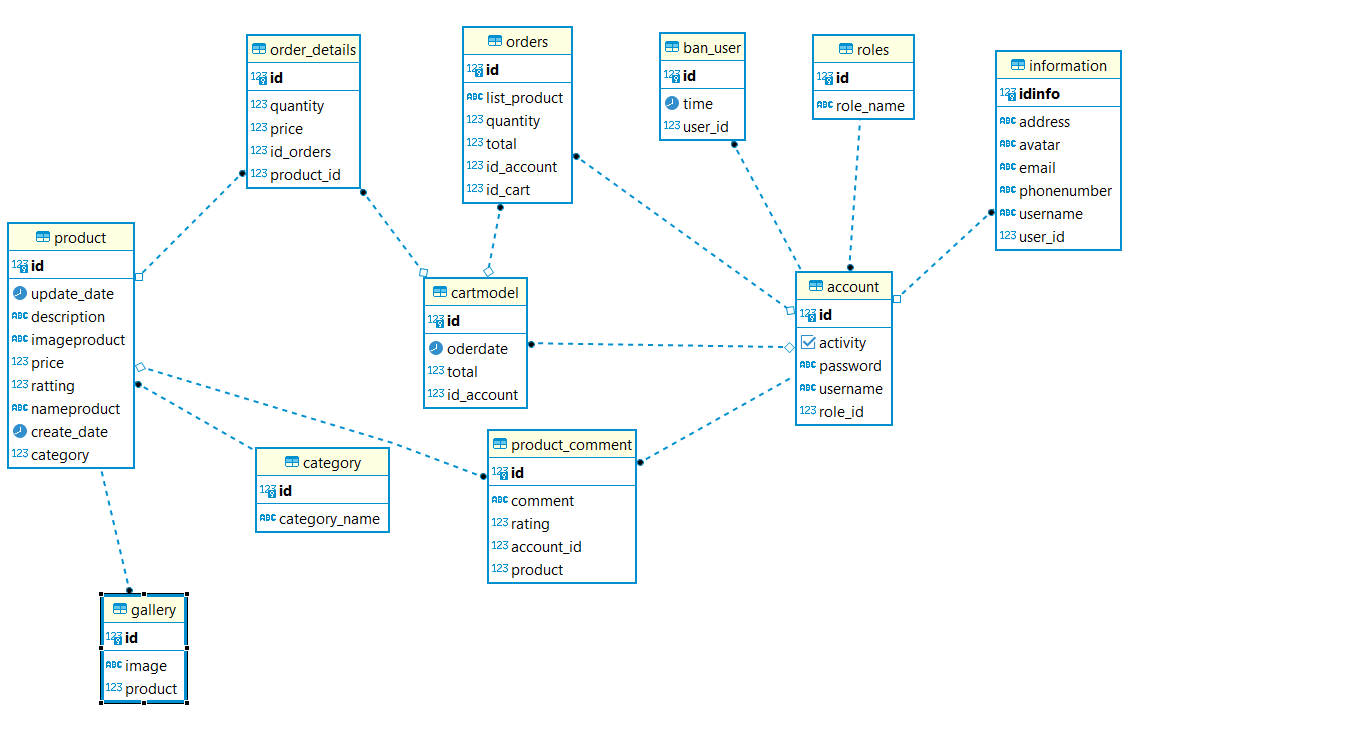 order_details
123 id
123 quantity
123 price
123 id_orders
123 product_id
orders
123 id
ABC list_product
123 quantity
123 total
123 id_account
123 id_cart
ban_user
123 id
time
123 user_id
roles
123 id
ABC role_name
information
123 idinfo
ABC address
ABC avatar
ABC email
ABC phonenumber
ABC username
123 user_id
product
123 id
update_date
ABC description
ABC imageproduct
123 price
123 ratting
ABC nameproduct
create_date
123 category
cartmodel
123 id
oderdate
123 total
123 id_account
account
123 id
activity
ABC password
ABC username
123 role_id
category
123 id
ABC category_name
product_comment
123 id
ABC comment
123 rating
123 account_id
123 product
gallery
123 id
ABC image
123 product